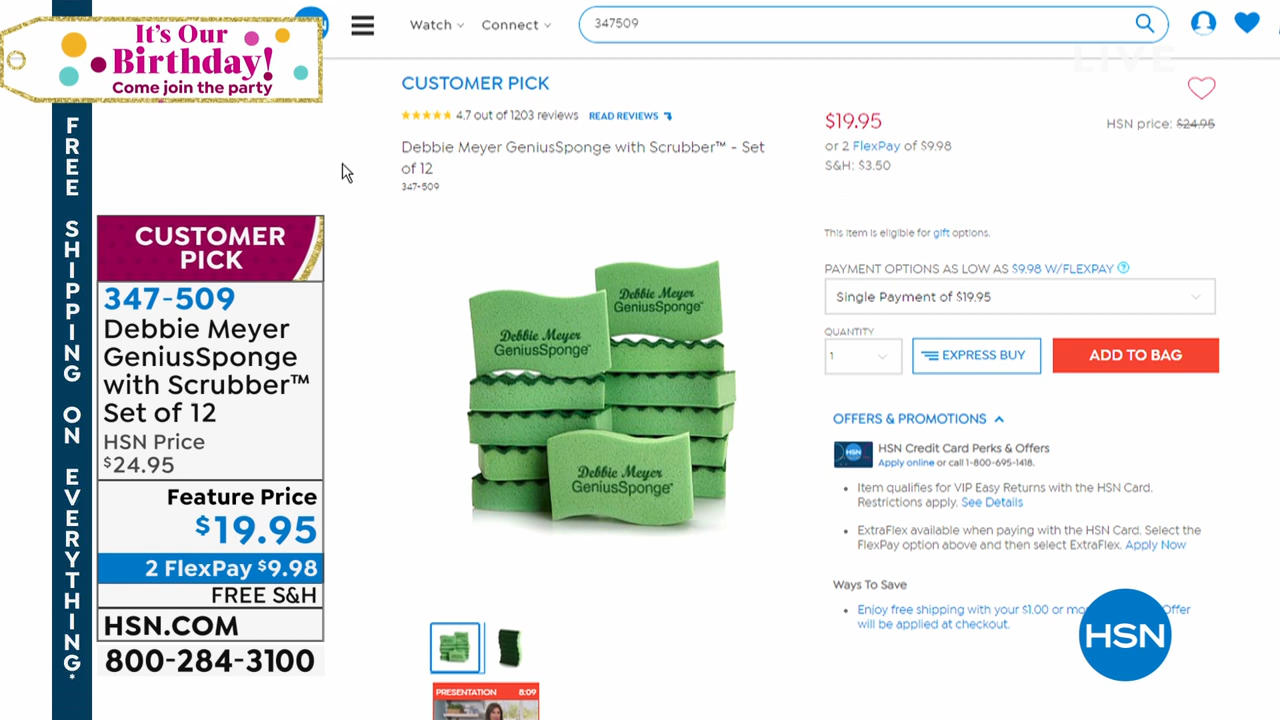 It's Our
Birthday!
Come join the party
FREE SHIPPING ON EVERYTHING.*
CUSTOMER
PICK
347-509
Debbie Meyer
GeniusSponge
with Scrubber™
Set of 12
HSN Price
$24.95
Feature Price
$19.95
2 FlexPay $9.98
FREE S&H
HSN.COM
800-284-3100
Watch
Connect
347509
LIVE
CUSTOMER PICK
4.7 out of 1203 reviews
READ REVIEWS
Debbie Meyer GeniusSponge with Scrubber™ - Set
of 12
347-509
Debbie Meyer
GeniusSponge™
Debbie Meyer
GeniusSponge™
Debbie Meyer
GeniusSponge™
PRESENTATION 8:09
$19.95
HSN price: $24.95
or 2 FlexPay of $9.98
S&H: $3.50
This item is eligible for gift options.
PAYMENT OPTIONS AS LOW AS $9.98 W/FLEXPAY ?
Single Payment of $19.95
QUANTITY
1
EXPRESS BUY
ADD TO BAG
OFFERS & PROMOTIONS
HSN
HSN Credit Card Perks & Offers
Apply online or call 1-800-695-1418.
• Item qualifies for VIP Easy Returns with the HSN Card.
Restrictions apply. See Details
• ExtraFlex available when paying with the HSN Card. Select the
FlexPay option above and then select ExtraFlex. Apply Now
Ways To Save
• Enjoy free shipping with your $1.00 or Offer
will be applied at checkout.
HSN